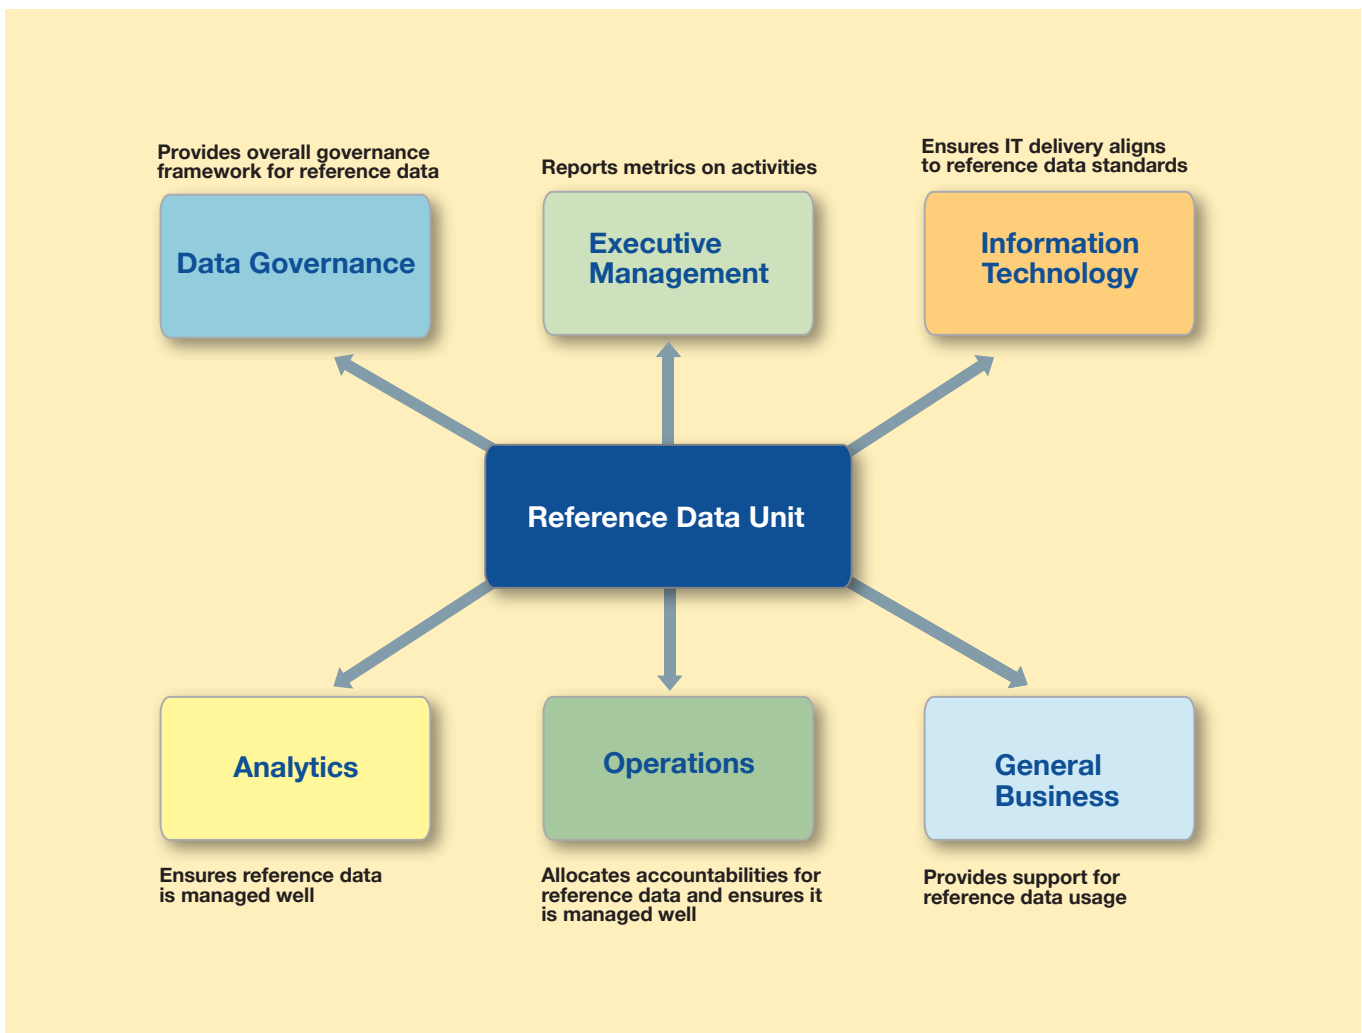 Provides overall governance
framework for reference data
Reports metrics on activities
Ensures IT delivery aligns
to reference data standards
Data Governance
Executive
Management
Information
Technology
Reference Data Unit
Analytics
Operations
General
Business
Ensures reference data
is managed well
Allocates accountabilities for
reference data and ensures it
is managed well
Provides support for
reference data usage